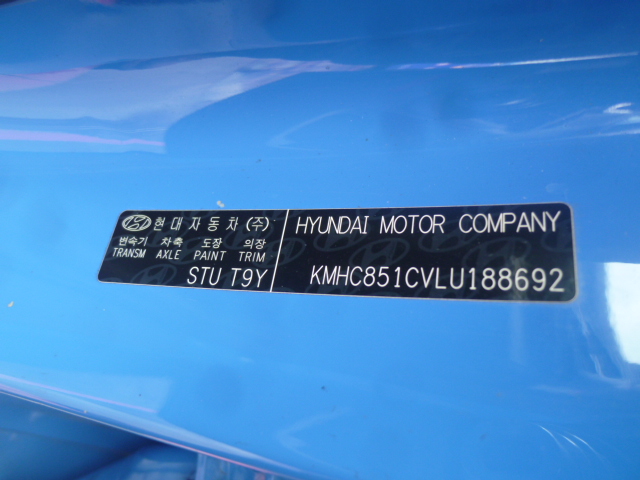 현대자동차(주)
변속기 차축 도장 의장
TRANSM AXLE PAINT TRIM
STU T9Y
HYUNDAI MOTOR COMPANY
KMHC851CVLU188692